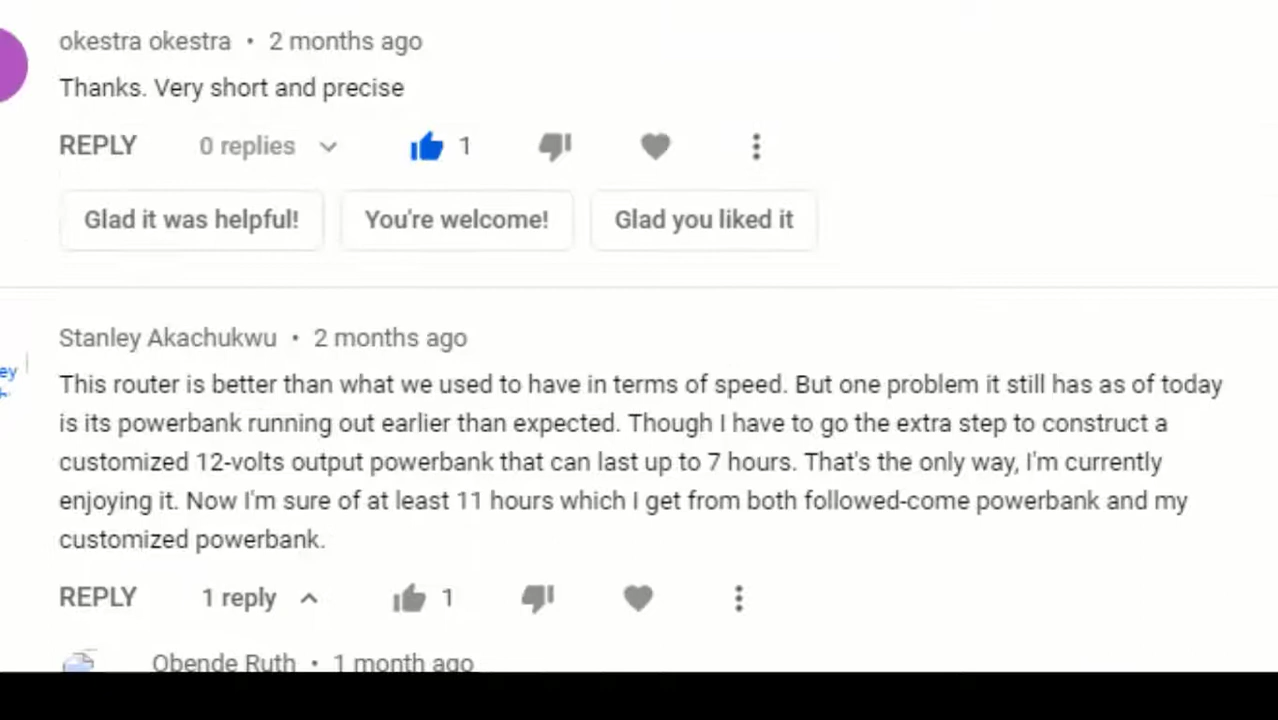 okestra okestra • 2 months ago
Thanks. Very short and precise
REPLY 0 replies 1
Glad it was helpful! You're welcome! Glad you liked it
Stanley Akachukwu • 2 months ago
ey
This router is better than what we used to have in terms of speed. But one problem it still has as of today
is its powerbank running out earlier than expected. Though I have to go the extra step to construct a
customized 12-volts output powerbank that can last up to 7 hours. That's the only way, I'm currently
enjoying it. Now I'm sure of at least 11 hours which I get from both followed-come powerbank and my
customized powerbank.
REPLY 1 reply 1
Obende Ruth • 1 month ago